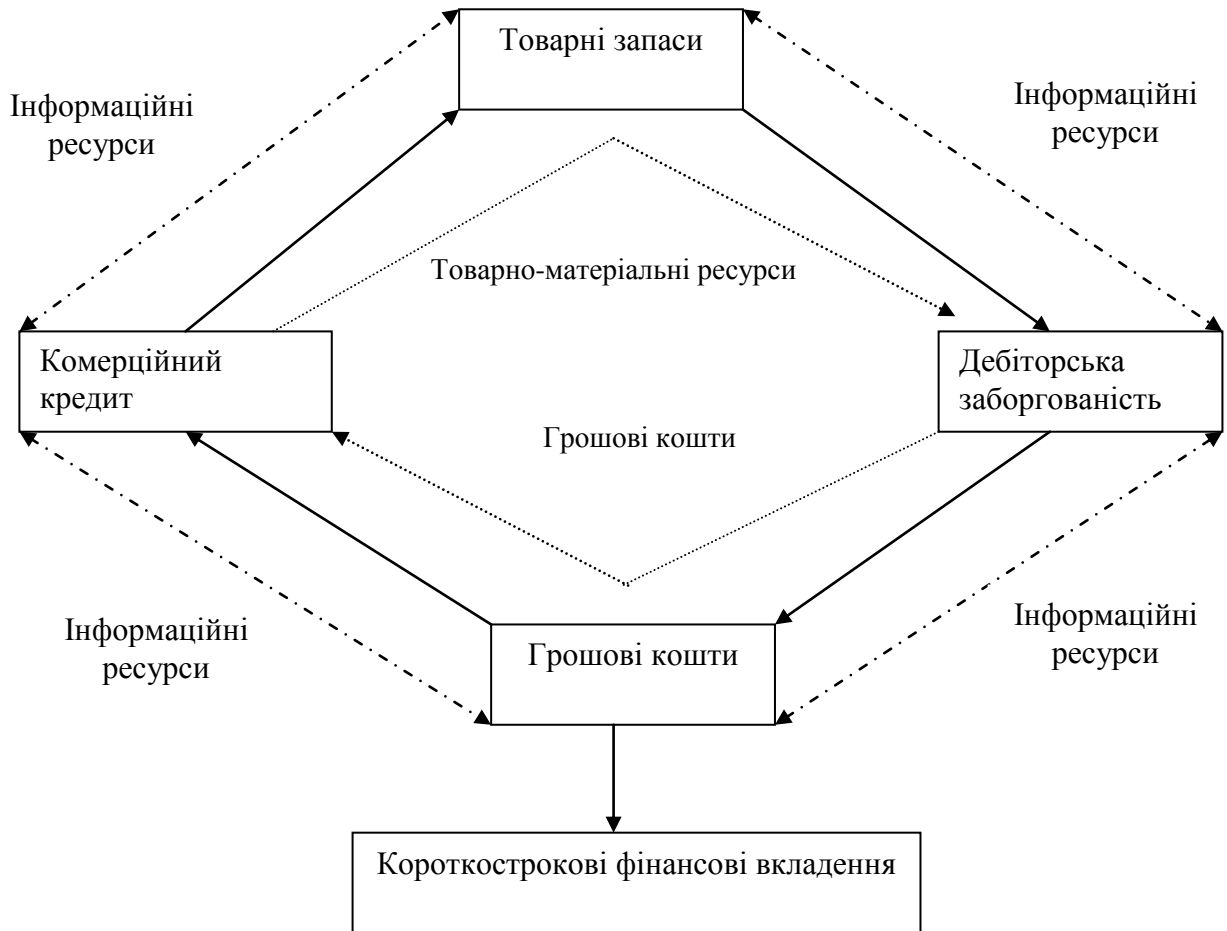 Товарні запаси
Інформаційні
ресурси
Інформаційні
ресурси
Товарно-матеріальні ресурси
Комерційний
кредит
Дебіторська
заборгованість
Грошові кошти
Інформаційні
ресурси
Інформаційні
ресурси
Грошові кошти
Короткострокові фінансові вкладення